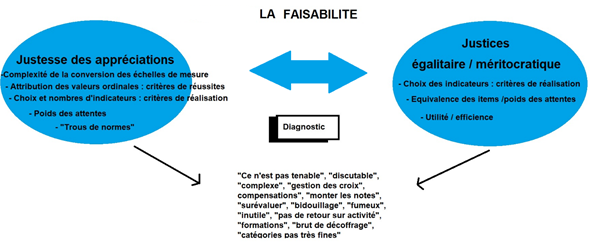 LA FAISABILITE
Justesse des appréciations
-Complexité de la conversion des échelles de mesure
- Attribution des valeurs ordinales : critères de réussites
- Choix et nombres d'indicateurs : critères de réalisation
- Poids des attentes
- "Trous de normes"
Justices
égalitaire / méritocratique
- Choix des indicateurs : critères de réalisation
- Equivalence des items /poids des attentes
- Utilité / efficience
Diagnostic
"Ce n'est pas tenable", "discutable",
"complexe", "gestion des croix",
compensations", "monter les notes",
"surévaluer", "bidouillage", "fumeux",
"inutile", "pas de retour sur activité",
"formations", "brut de décoffrage",
"catégories pas très fines"